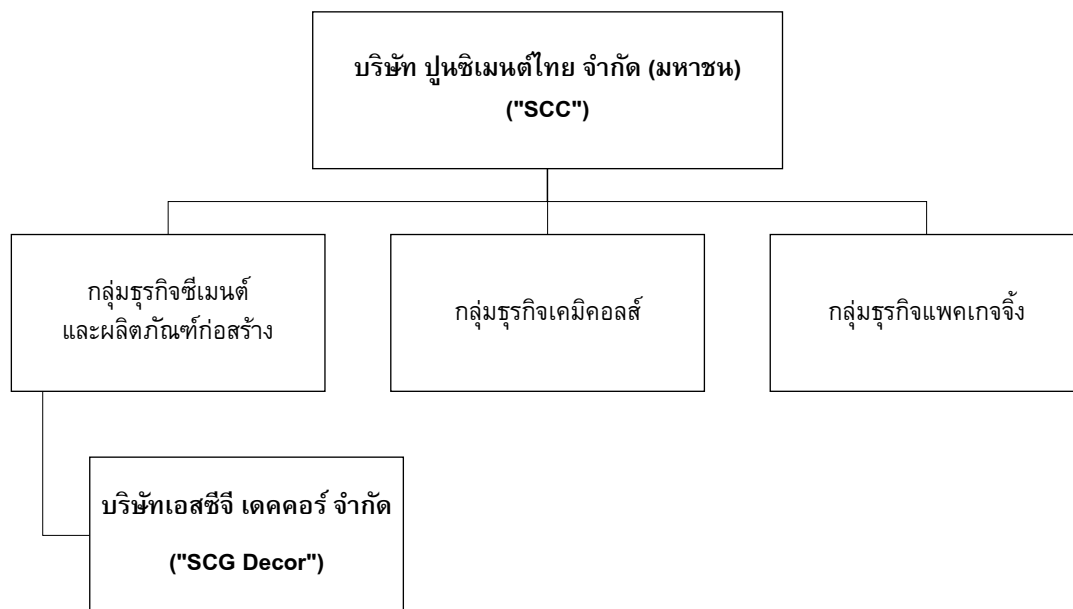 บริษัท ปูนซิเมนต์ไทย จำกัด (มหาชน)
("SCC")
กลุ่มธุรกิจซีเมนต์
และผลิตภัณฑ์ก่อสร้าง
กลุ่มธุรกิจเคมิคอลส์
กลุ่มธุรกิจแพคเกจจิ้ง
บริษัทเอสซีจี เดคคอร์ จำกัด
("SCG Decor")